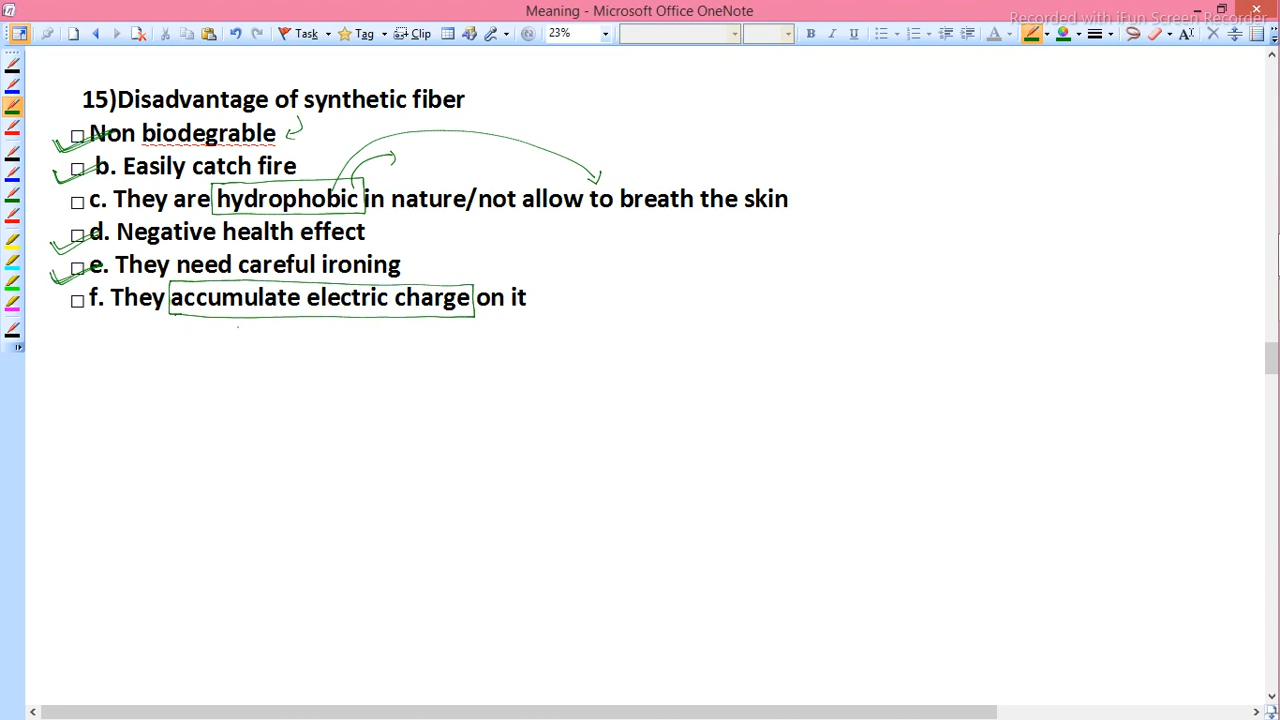 Meaning - Microsoft Office OneNote
Recorded with iFun Screen Recorder
Task Tag Clip 23% B I U A
15)Disadvantage of synthetic fiber
Non biodegrable
b. Easily catch fire
c. They are hydrophobic in nature/not allow to breath the skin
d. Negative health effect
e. They need careful ironing
f. They accumulate electric charge on it